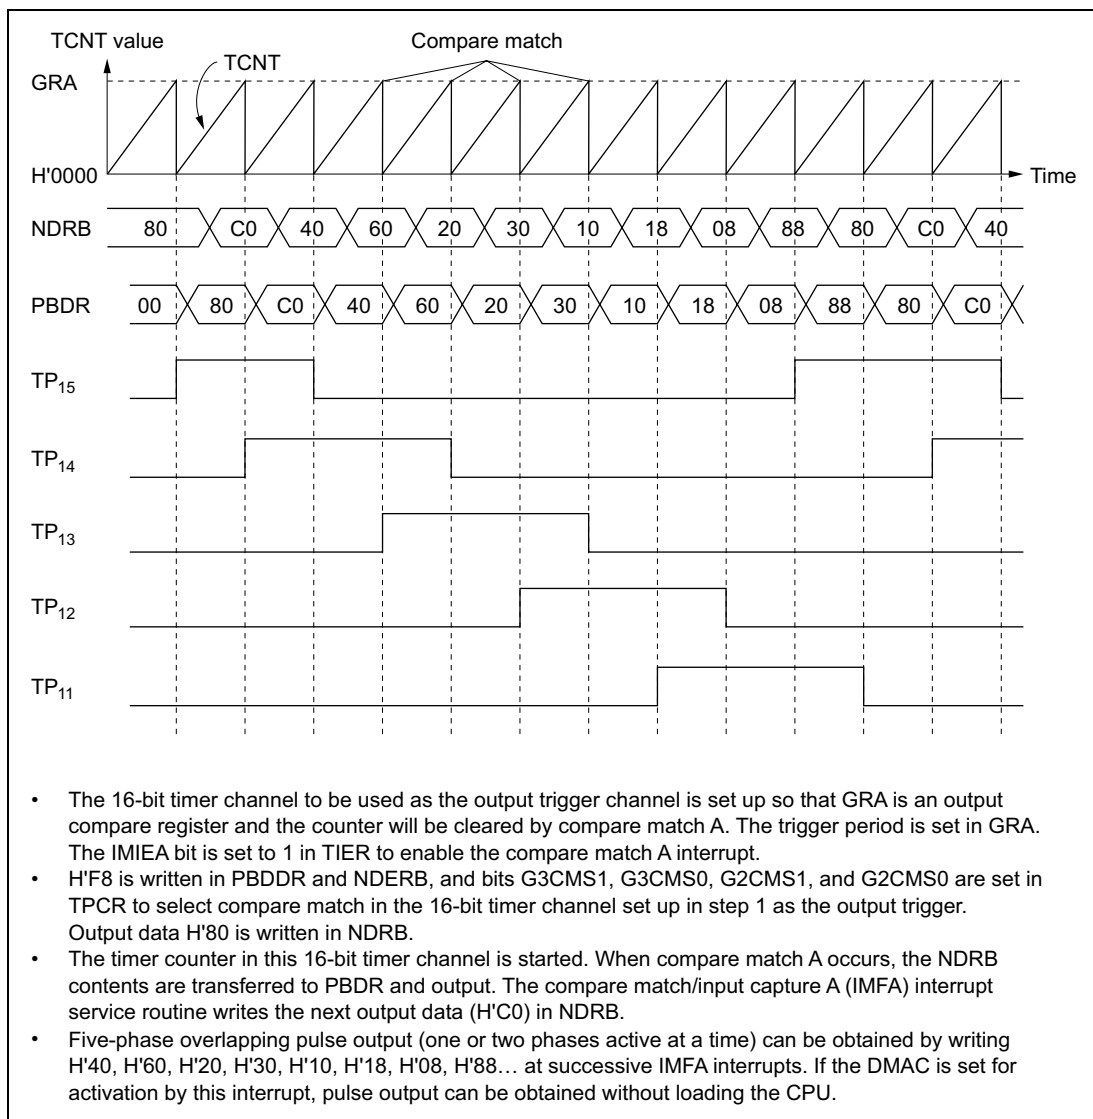 TCNT value
Compare match
TCNT
GRA
H'0000
Time
NDRB 80 C0 40 60 20 30 10 18 08 88 80 C0 40
PBDR 00 80 C0 40 60 20 30 10 18 08 88 80 C0
TP15
TP14
TP13
TP12
TP11
• The 16-bit timer channel to be used as the output trigger channel is set up so that GRA is an output
compare register and the counter will be cleared by compare match A. The trigger period is set in GRA.
The IMIEA bit is set to 1 in TIER to enable the compare match A interrupt.
• H'F8 is written in PBDDR and NDERB, and bits G3CMS1, G3CMS0, G2CMS1, and G2CMS0 are set in
TPCR to select compare match in the 16-bit timer channel set up in step 1 as the output trigger.
Output data H'80 is written in NDRB.
• The timer counter in this 16-bit timer channel is started. When compare match A occurs, the NDRB
contents are transferred to PBDR and output. The compare match/input capture A (IMFA) interrupt
service routine writes the next output data (H'C0) in NDRB.
• Five-phase overlapping pulse output (one or two phases active at a time) can be obtained by writing
H'40, H'60, H'20, H'30, H'10, H'18, H'08, H'88… at successive IMFA interrupts. If the DMAC is set for
activation by this interrupt, pulse output can be obtained without loading the CPU.